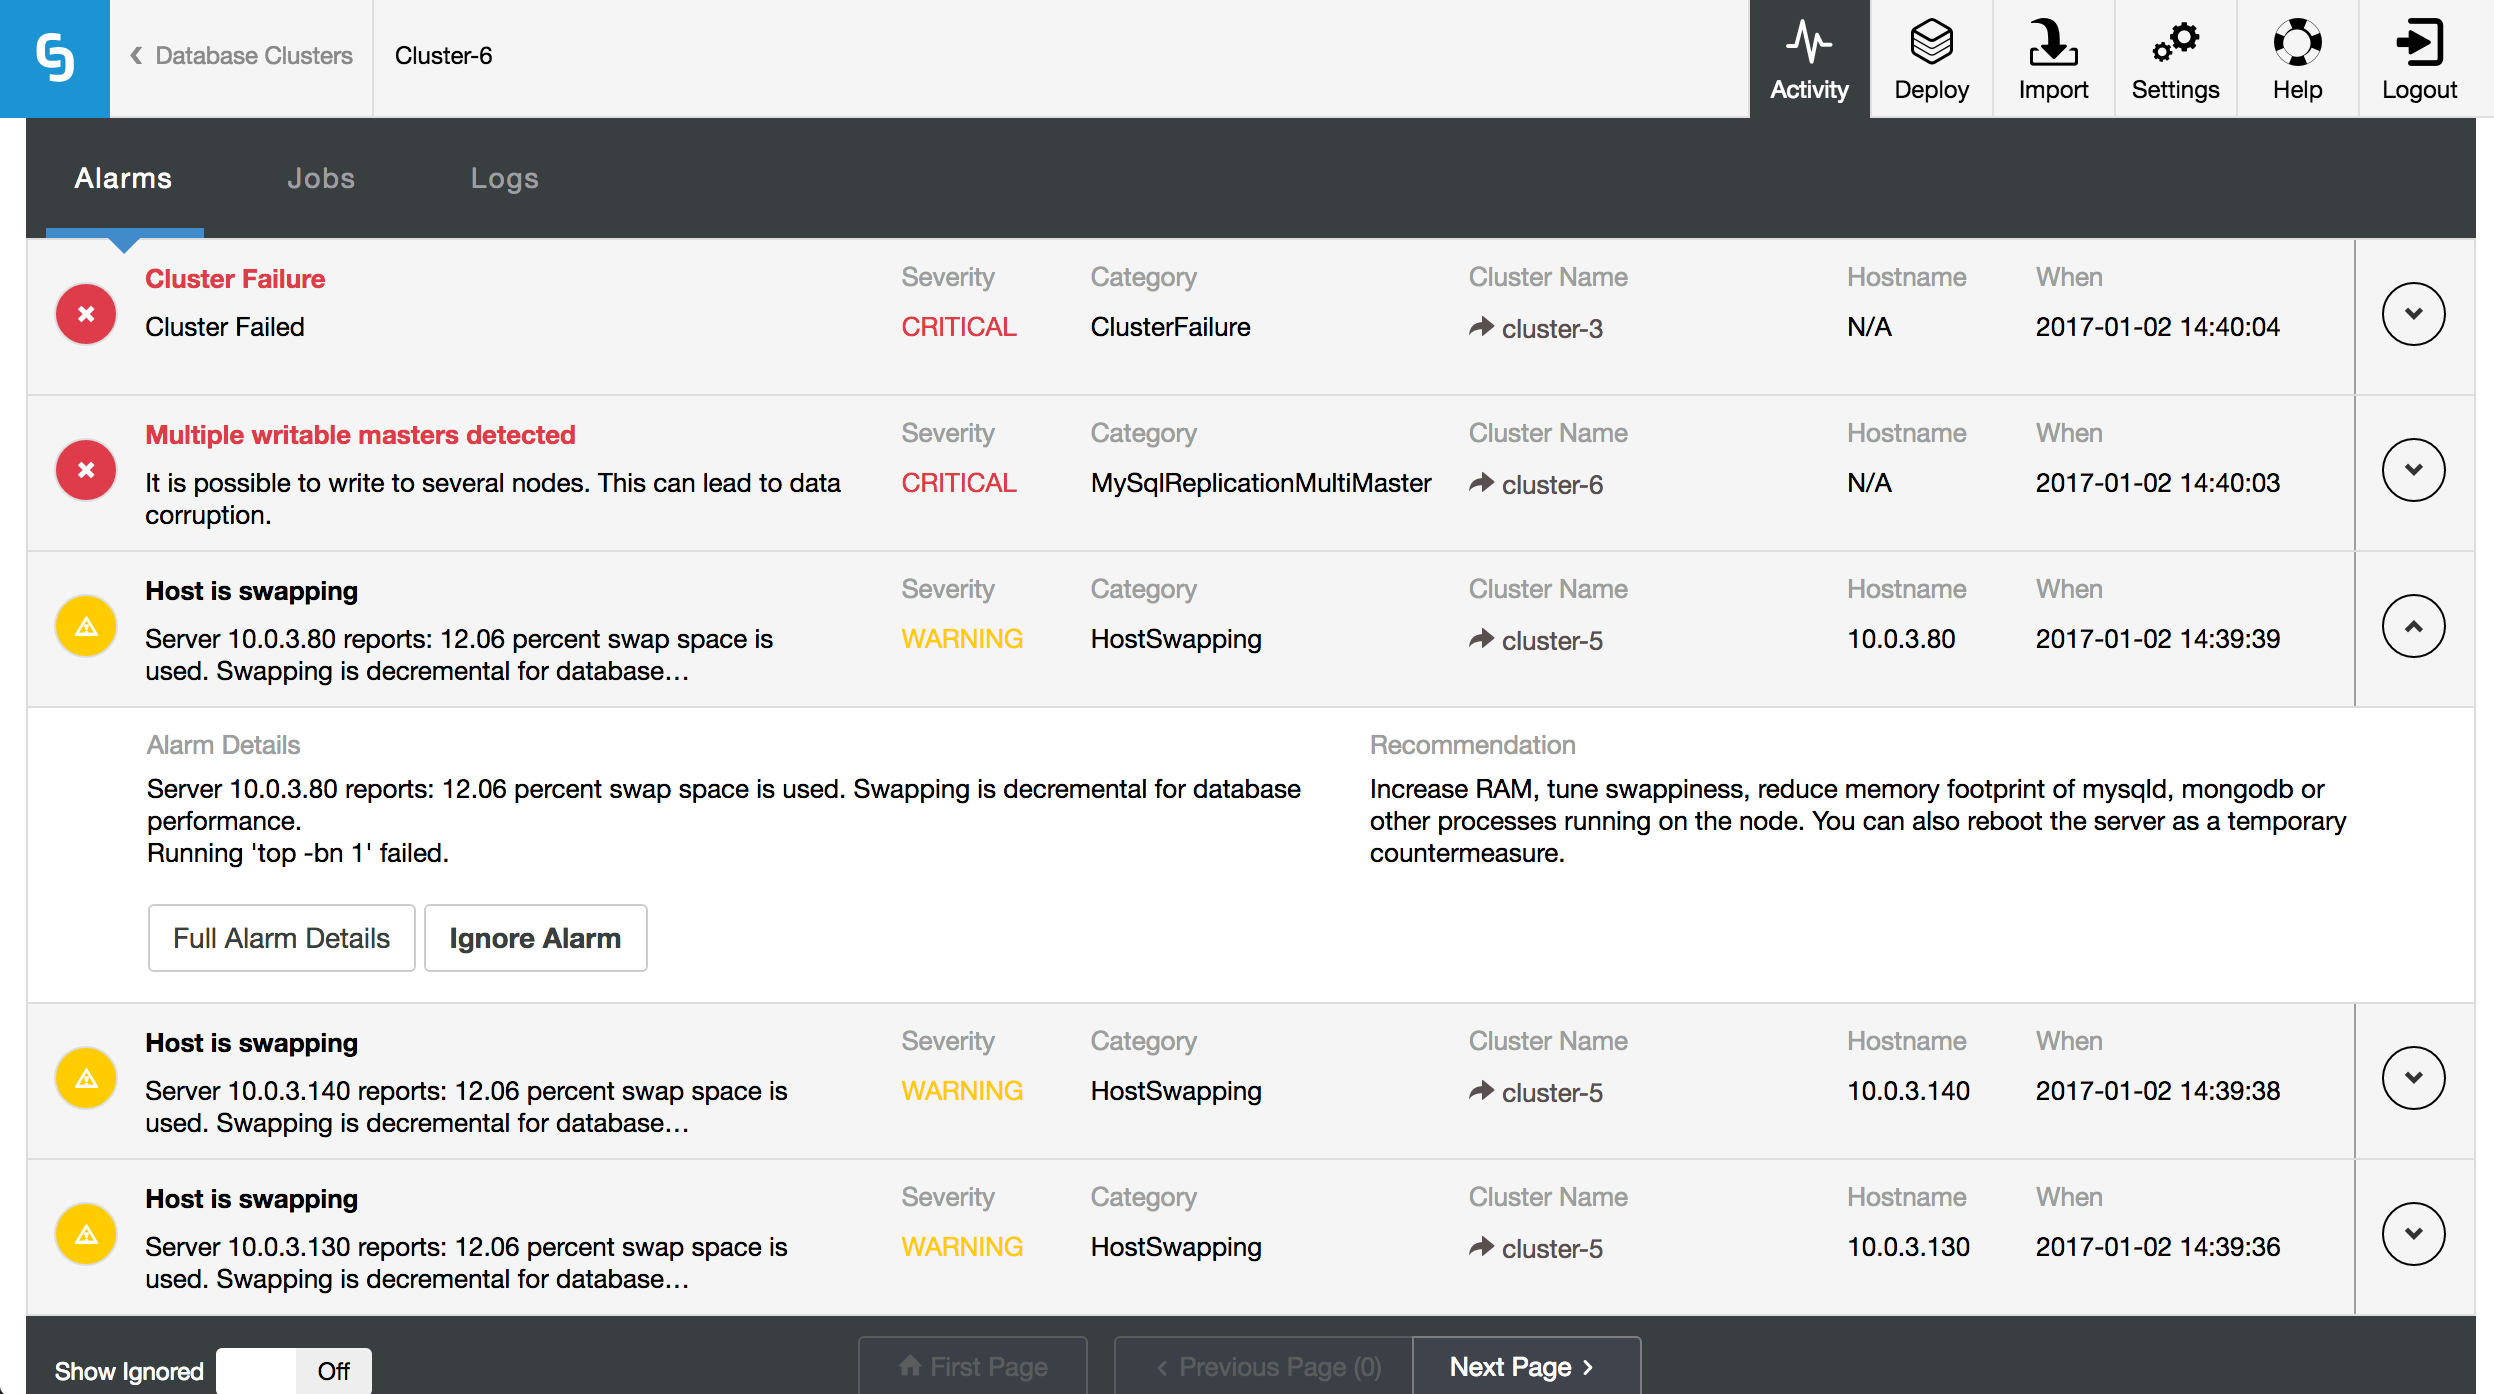 Database Clusters
Cluster-6
Activity
Deploy
Import
Settings
Help
Logout
Alarms
Jobs
Logs
Cluster Failure
Severity
Category
Cluster Name
Hostname
When
Cluster Failed
CRITICAL
ClusterFailure
cluster-3
N/A
2017-01-02 14:40:04
Multiple writable masters detected
Severity
Category
Cluster Name
Hostname
When
It is possible to write to several nodes. This can lead to data
corruption.
CRITICAL
MySqlReplicationMultiMaster
cluster-6
N/A
2017-01-02 14:40:03
Host is swapping
Severity
Category
Cluster Name
Hostname
When
Server 10.0.3.80 reports: 12.06 percent swap space is
used. Swapping is decremental for database…
WARNING
HostSwapping
cluster-5
10.0.3.80
2017-01-02 14:39:39
Alarm Details
Server 10.0.3.80 reports: 12.06 percent swap space is used. Swapping is decremental for database
performance.
Running 'top -bn 1' failed.
Recommendation
Increase RAM, tune swappiness, reduce memory footprint of mysqld, mongodb or
other processes running on the node. You can also reboot the server as a temporary
countermeasure.
Full Alarm Details
Ignore Alarm
Host is swapping
Severity
Category
Cluster Name
Hostname
When
Server 10.0.3.140 reports: 12.06 percent swap space is
used. Swapping is decremental for database…
WARNING
HostSwapping
cluster-5
10.0.3.140
2017-01-02 14:39:38
Host is swapping
Severity
Category
Cluster Name
Hostname
When
Server 10.0.3.130 reports: 12.06 percent swap space is
used. Swapping is decremental for database…
WARNING
HostSwapping
cluster-5
10.0.3.130
2017-01-02 14:39:36
Show Ignored
Off
First Page
Previous Page (0)
Next Page